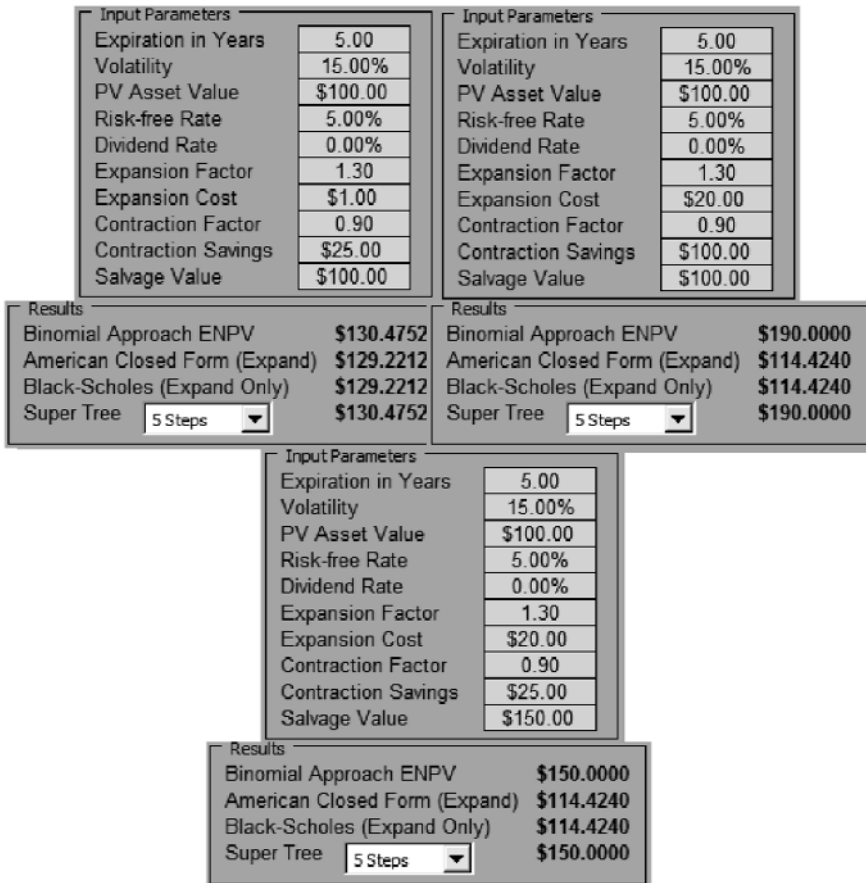 Input Parameters
Expiration in Years 5.00
Volatility 15.00%
PV Asset Value $100.00
Risk-free Rate 5.00%
Dividend Rate 0.00%
Expansion Factor 1.30
Expansion Cost $1.00
Contraction Factor 0.90
Contraction Savings $25.00
Salvage Value $100.00
Results
Binomial Approach ENPV $130.4752
American Closed Form (Expand) $129.2212
Black-Scholes (Expand Only) $129.2212
Super Tree 5 Steps $130.4752
Input Parameters
Expiration in Years 5.00
Volatility 15.00%
PV Asset Value $100.00
Risk-free Rate 5.00%
Dividend Rate 0.00%
Expansion Factor 1.30
Expansion Cost $20.00
Contraction Factor 0.90
Contraction Savings $100.00
Salvage Value $100.00
Results
Binomial Approach ENPV $190.0000
American Closed Form (Expand) $114.4240
Black-Scholes (Expand Only) $114.4240
Super Tree 5 Steps $190.0000
Input Parameters
Expiration in Years 5.00
Volatility 15.00%
PV Asset Value $100.00
Risk-free Rate 5.00%
Dividend Rate 0.00%
Expansion Factor 1.30
Expansion Cost $20.00
Contraction Factor 0.90
Contraction Savings $25.00
Salvage Value $150.00
Results
Binomial Approach ENPV $150.0000
American Closed Form (Expand) $114.4240
Black-Scholes (Expand Only) $114.4240
Super Tree 5 Steps $150.0000